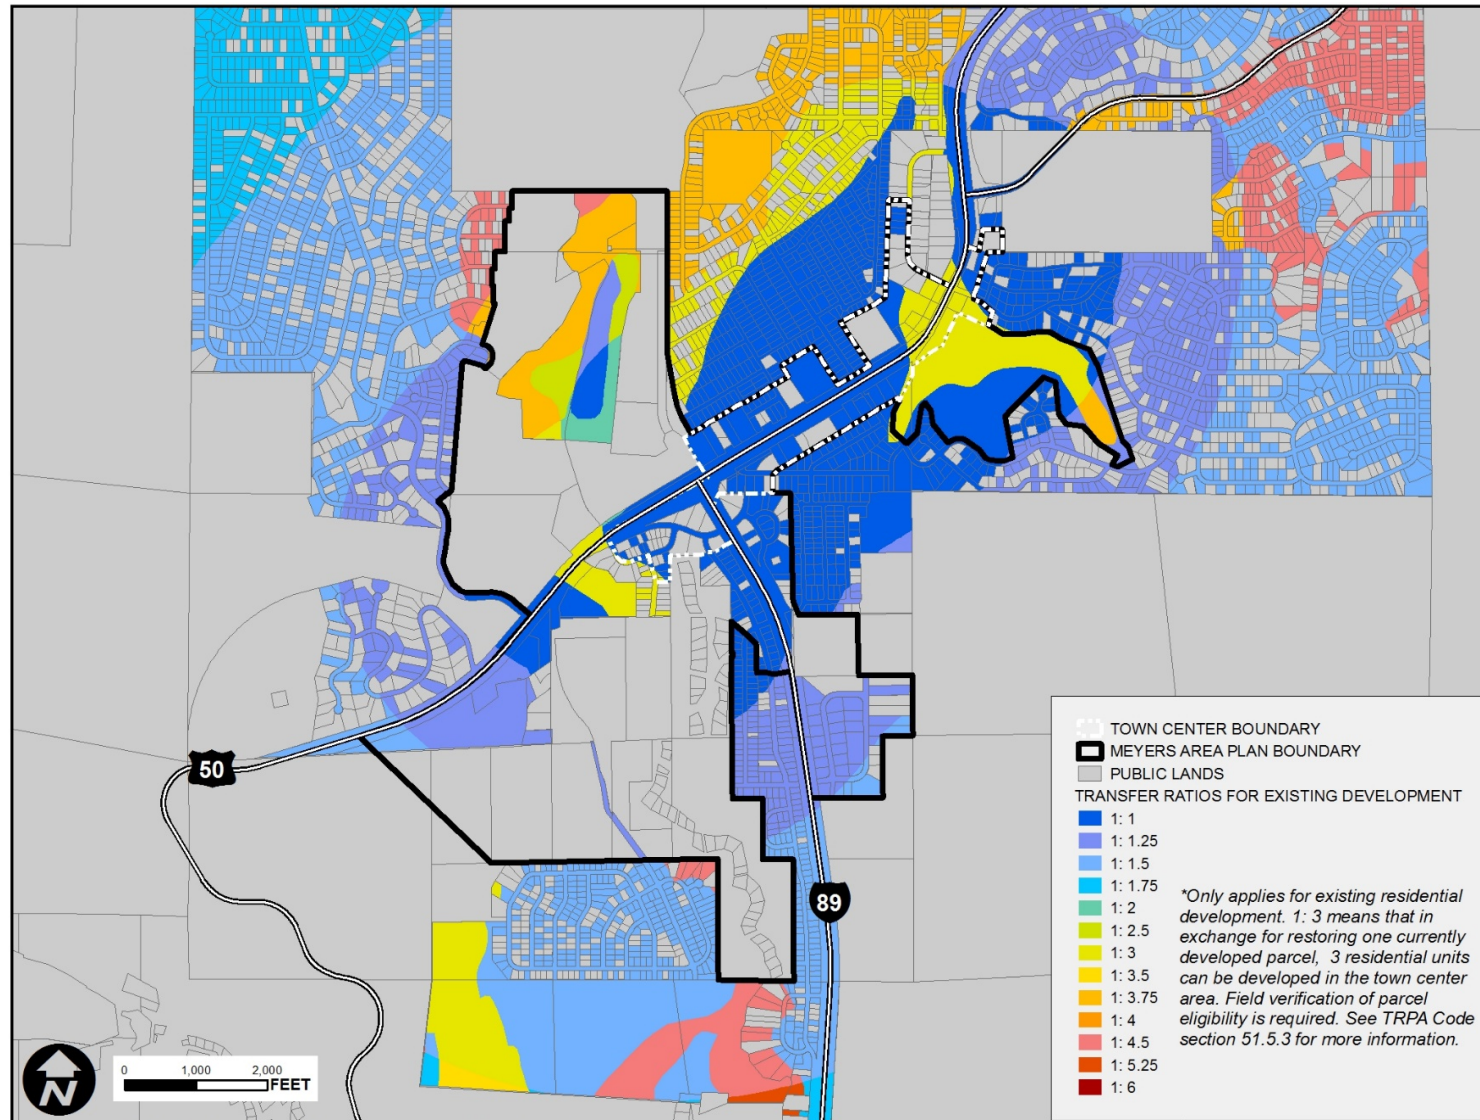 50
89
TOWN CENTER BOUNDARY
MEYERS AREA PLAN BOUNDARY
PUBLIC LANDS
TRANSFER RATIOS FOR EXISTING DEVELOPMENT
1: 1
1: 1.25
1: 1.5
1: 1.75
1: 2
1: 2.5
1: 3
1: 3.5
1: 3.75
1: 4
1: 4.5
1: 5.25
1: 6
*Only applies for existing residential
development. 1: 3 means that in
exchange for restoring one currently
developed parcel, 3 residential units
can be developed in the town center
area. Field verification of parcel
eligibility is required. See TRPA Code
section 51.5.3 for more information.
N
0 1,000 2,000
FEET